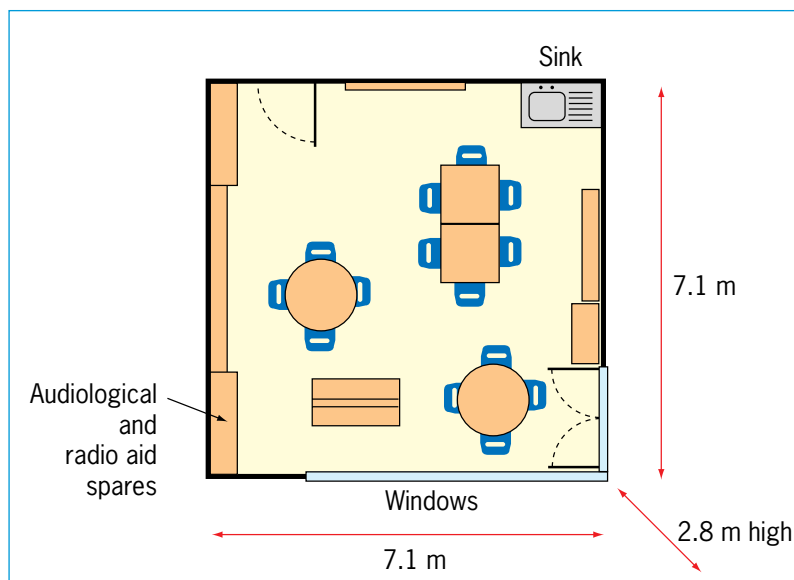 Sink
7.1 m
Audiological
and
radio aid
spares
Windows
2.8 m high
7.1 m